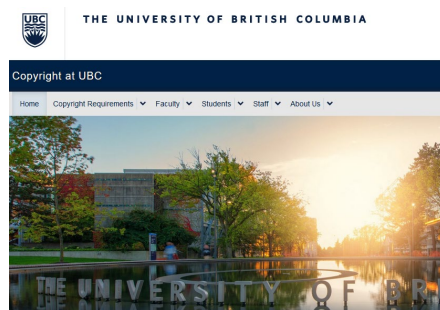 UBC
THE UNIVERSITY OF BRITISH COLUMBIA
Copyright at UBC
Home Copyright Requirements Faculty Students Staff About Us
THE UNIVERSITY OF BRI